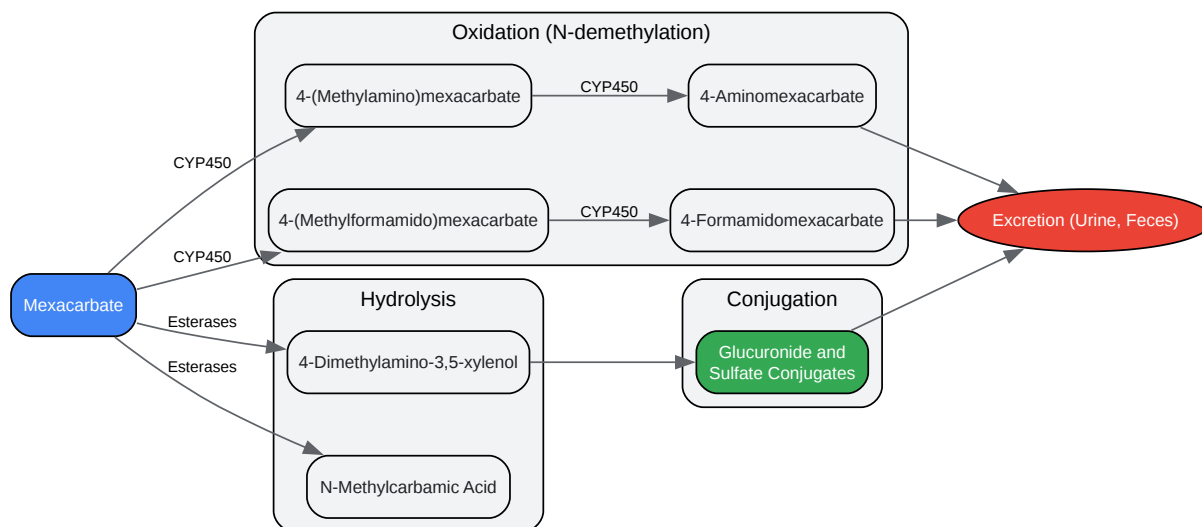 Oxidation (N-demethylation)
4-(Methylamino)mexacarbate
CYP450
4-Aminomexacarbate
CYP450
4-(Methylformamido)mexacarbate
CYP450
4-Formamidomexacarbate
Excretion (Urine, Feces)
CYP450
Mexacarbate
Hydrolysis
Conjugation
Esterases
4-Dimethylamino-3,5-xylenol
Glucuronide and
Sulfate Conjugates
Esterases
N-Methylcarbamic Acid